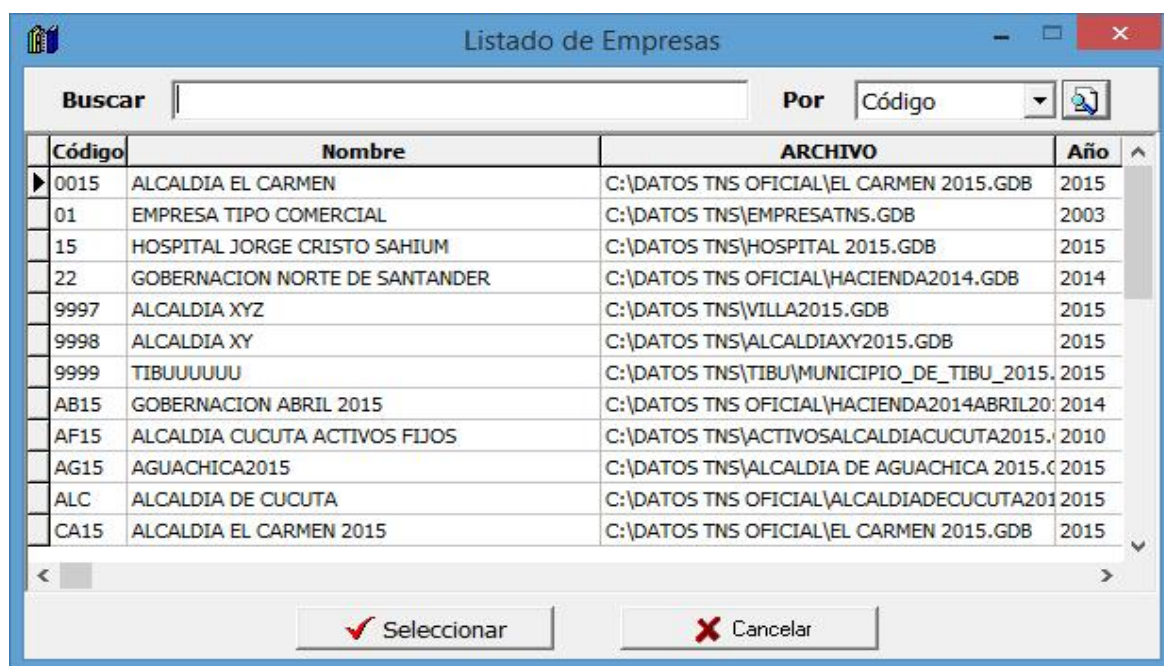 Listado de Empresas
Buscar Por Código
Código Nombre ARCHIVO Año
0015 ALCALDIA EL CARMEN C:\DATOS TNS OFICIAL\EL CARMEN 2015.GDB 2015
01 EMPRESA TIPO COMERCIAL C:\DATOS TNS\EMPRESATNS.GDB 2003
15 HOSPITAL JORGE CRISTO SAHIUM C:\DATOS TNS\HOSPITAL 2015.GDB 2015
22 GOBERNACION NORTE DE SANTANDER C:\DATOS TNS OFICIAL\HACIENDA2014.GDB 2014
9997 ALCALDIA XYZ C:\DATOS TNS\VILLA2015.GDB 2015
9998 ALCALDIA XY C:\DATOS TNS\ALCALDIAXY2015.GDB 2015
9999 TIBUUUUUU C:\DATOS TNS\TIBU\MUNICIPIO_DE_TIBU_2015. 2015
AB15 GOBERNACION ABRIL 2015 C:\DATOS TNS OFICIAL\HACIENDA2014ABRIL201 2014
AF15 ALCALDIA CUCUTA ACTIVOS FIJOS C:\DATOS TNS\ACTIVOSALCALDIACUCUTA2015. 2010
AG15 AGUACHICA2015 C:\DATOS TNS\ALCALDIA DE AGUACHICA 2015.G 2015
ALC ALCALDIA DE CUCUTA C:\DATOS TNS OFICIAL\ALCALDIADECUCUTA201 2015
CA15 ALCALDIA EL CARMEN 2015 C:\DATOS TNS OFICIAL\EL CARMEN 2015.GDB 2015
Seleccionar Cancelar